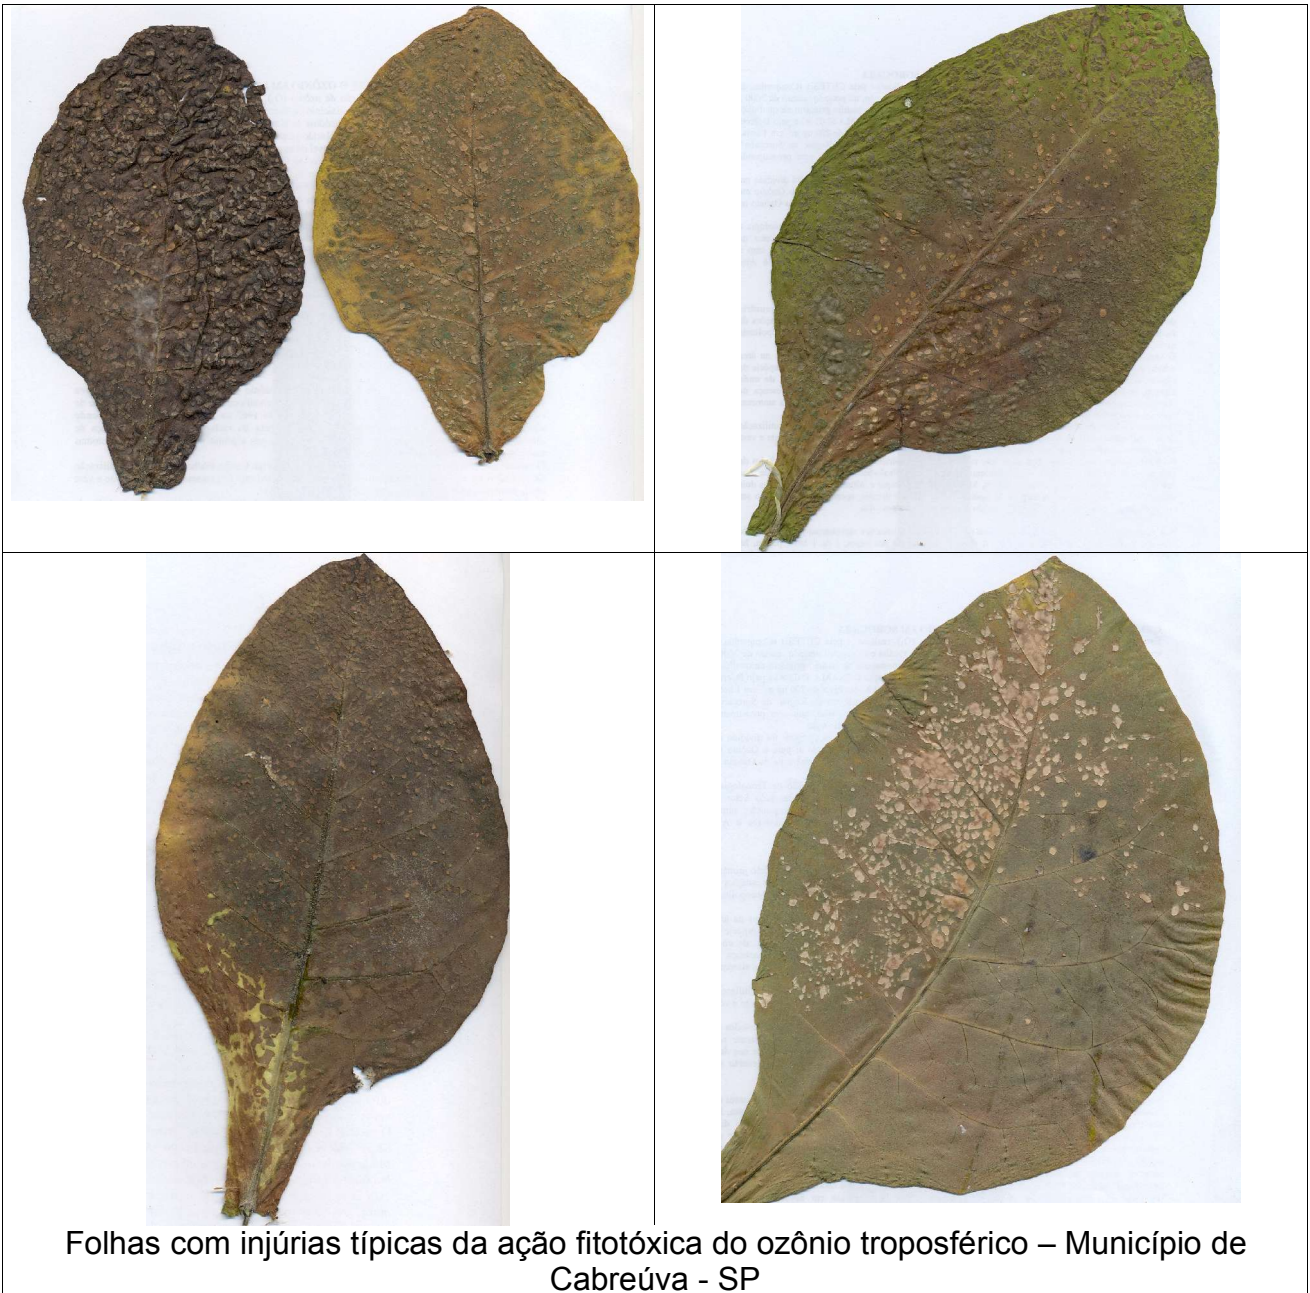 Folhas com injúrias típicas da ação fitotóxica do ozônio troposférico – Município de
Cabreúva - SP